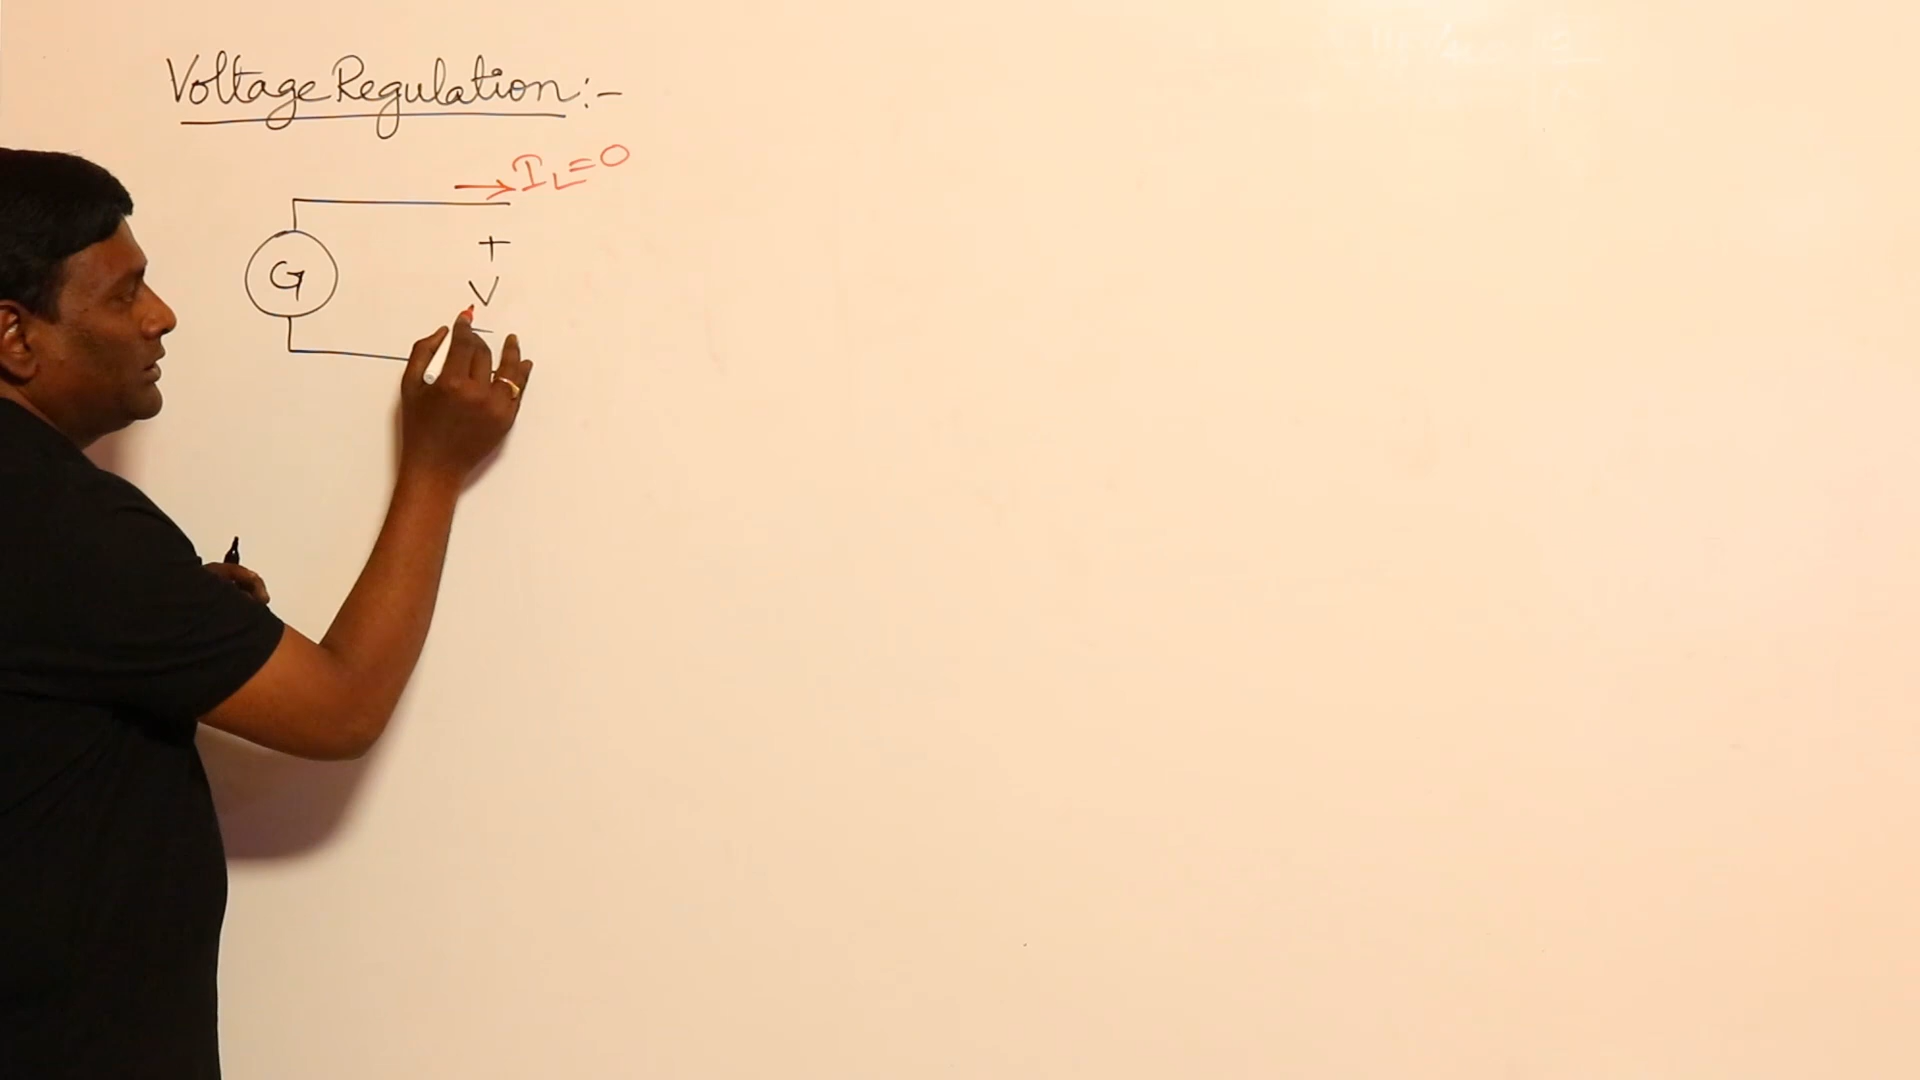 Voltage Regulation:-
I_L=0
+
G
V
-